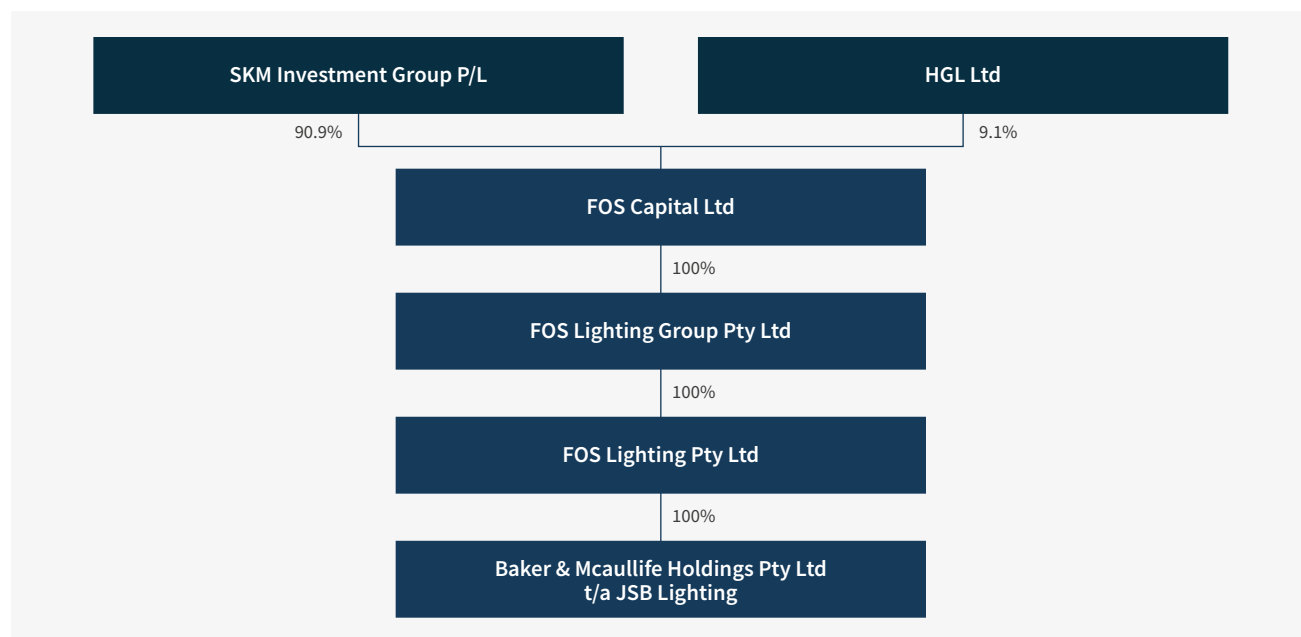 SKM Investment Group P/L
HGL Ltd
90.9%
9.1%
FOS Capital Ltd
100%
FOS Lighting Group Pty Ltd
100%
FOS Lighting Pty Ltd
100%
Baker & Mcaullife Holdings Pty Ltd
t/a JSB Lighting